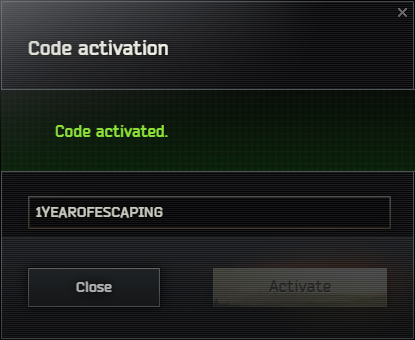 Code activation
Code activated.
1YEAROFESCAPING
Close
Activate